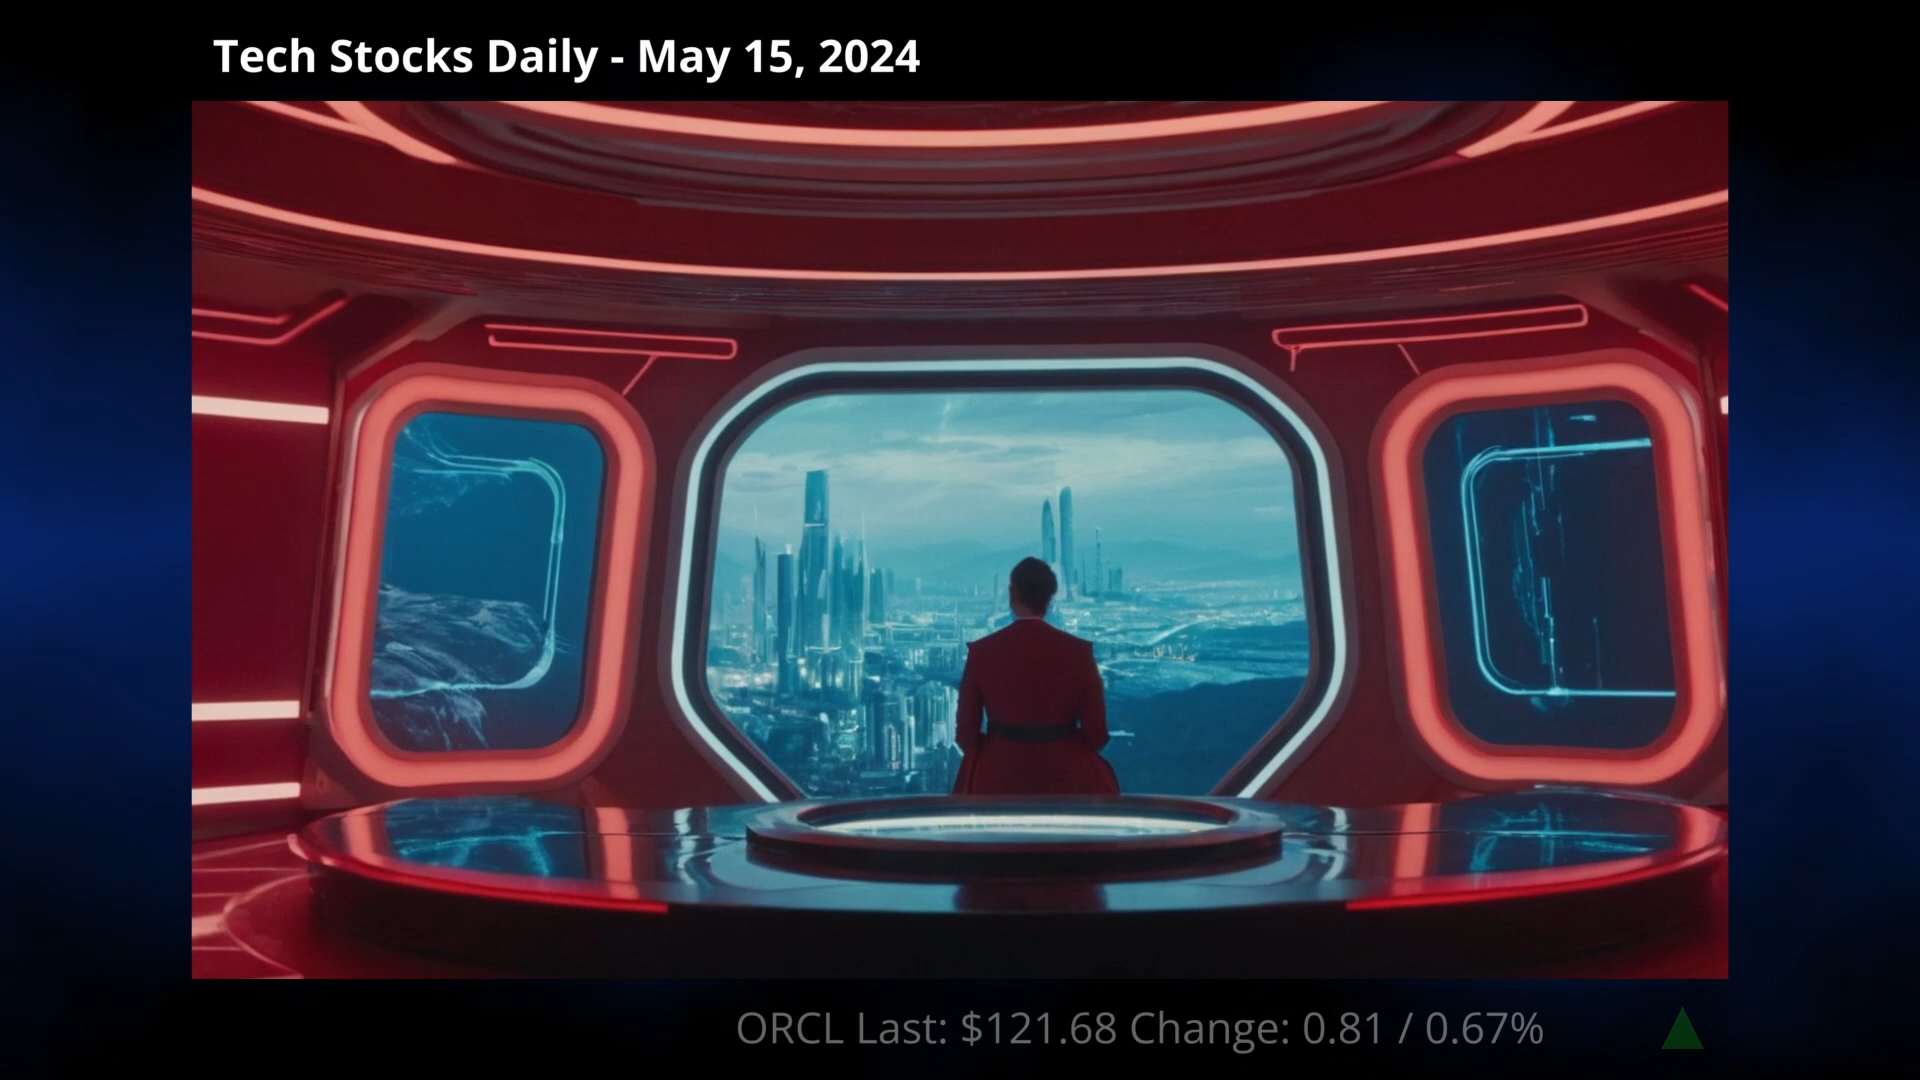 Tech Stocks Daily - May 15, 2024
ORCL Last: $121.68 Change: 0.81 / 0.67%